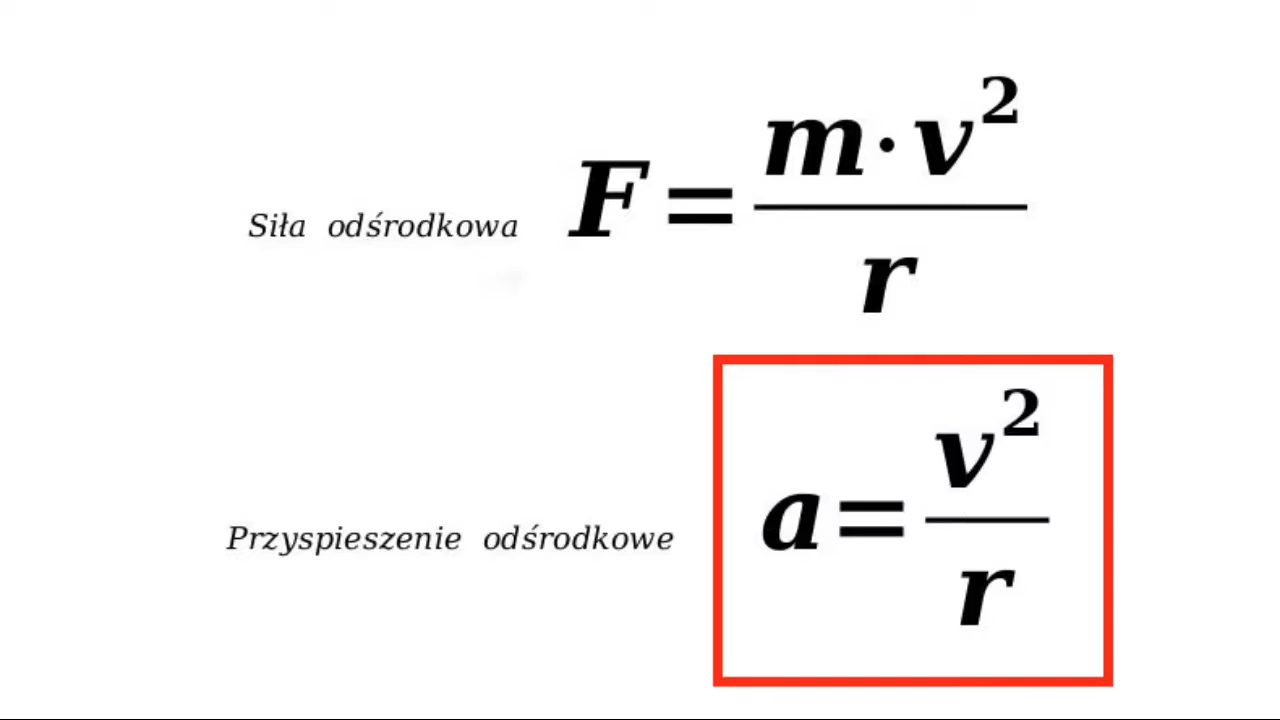 Siła odśrodkowa F = m·v² / r
Przyspieszenie odśrodkowe a = v² / r